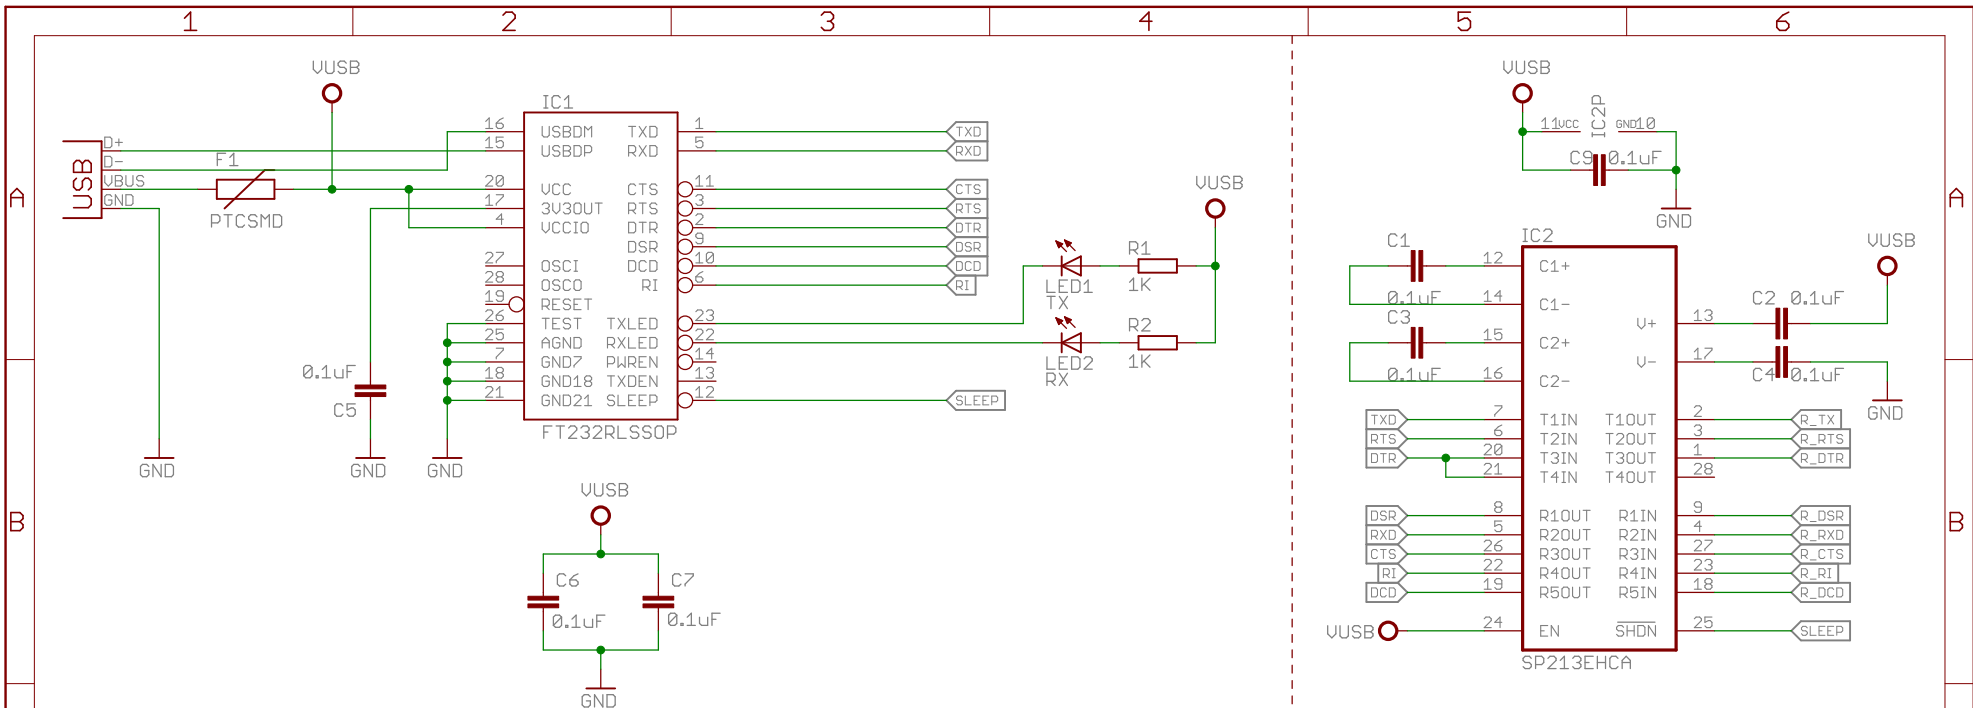 1 2 3 4 5 6
A
A
B
B
USB
D+
D-
VBUS
GND
F1
PTCSMD
VUSB
GND
0.1uF
C5
GND
GND
IC1
16 USBDM TXD 1 TXD
15 USBDP RXD 5 RXD
20 VCC CTS 11 CTS
17 3V3OUT RTS 3 RTS
4 VCCIO DTR 2 DTR
DSR 9 DSR
27 OSCI DCD 10 DCD
28 OSCO RI 6 RI
19 RESET
26 TEST TXLED 23
25 AGND RXLED 22
7 GND7 PWREN 14
18 GND18 TXDEN 13
21 GND21 SLEEP 12 SLEEP
FT232RLSSOP
VUSB
LED1
TX
R1
1K
LED2
RX
R2
1K
VUSB
C6
0.1uF
C7
0.1uF
GND
VUSB
11 VCC IC2P GND 10
C9 0.1uF
GND
C1
0.1uF
C3
0.1uF
IC2
12 C1+
14 C1-
V+ 13
15 C2+
V- 17
16 C2-
VUSB
C2 0.1uF
C4 0.1uF
GND
TXD 7 T1IN T1OUT 2 R_TX
RTS 6 T2IN T2OUT 3 R_RTS
DTR 20 T3IN T3OUT 1 R_DTR
21 T4IN T4OUT 28
DSR 8 R1OUT R1IN 9 R_DSR
RXD 5 R2OUT R2IN 4 R_RXD
CTS 26 R3OUT R3IN 27 R_CTS
RI 22 R4OUT R4IN 23 R_RI
DCD 19 R5OUT R5IN 18 R_DCD
VUSB 24 EN SHDN 25 SLEEP
SP213EHCA